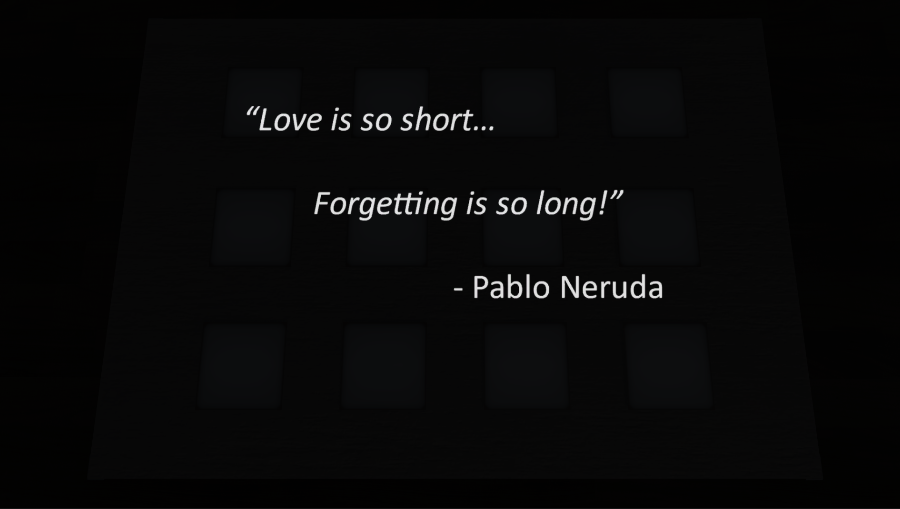 “Love is so short...
Forgetting is so long!”
- Pablo Neruda